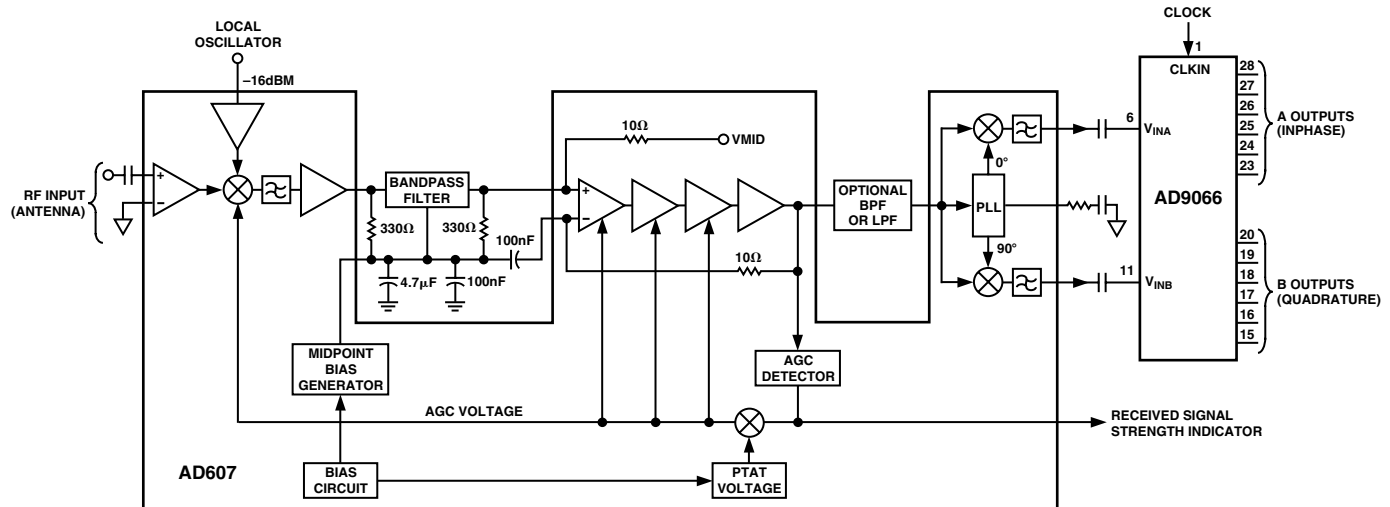 CLOCK
1
LOCAL
OSCILLATOR
–16dBM
CLKIN
28
27
26
25
24
23
A OUTPUTS
(INPHASE)
10Ω
VMID
6
VINA
RF INPUT
(ANTENNA)
+
–
BANDPASS
FILTER
330Ω
330Ω
100nF
4.7μF
100nF
+
–
10Ω
OPTIONAL
BPF
OR LPF
0°
PLL
90°
AD9066
11
VINB
20
19
18
17
16
15
B OUTPUTS
(QUADRATURE)
MIDPOINT
BIAS
GENERATOR
AGC
DETECTOR
AGC VOLTAGE
RECEIVED SIGNAL
STRENGTH INDICATOR
AD607
BIAS
CIRCUIT
PTAT
VOLTAGE